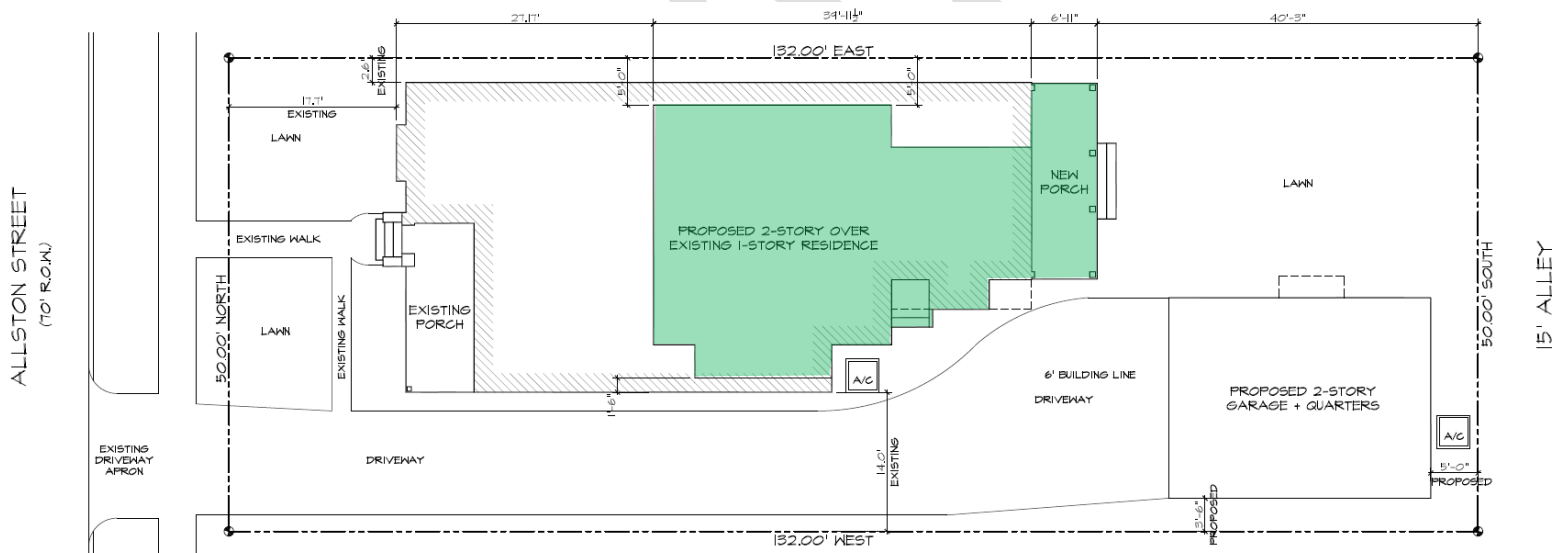 27.17'
34'-11½"
6'-11"
40'-3"
132.00' EAST
2.6'
EXISTING
5'-0"
5'-0"
17.7'
EXISTING
LAWN
NEW
PORCH
LAWN
ALLSTON STREET
(70' R.O.W.)
EXISTING WALK
PROPOSED 2-STORY OVER
EXISTING 1-STORY RESIDENCE
50.00' NORTH
LAWN
EXISTING WALK
EXISTING
PORCH
50.00' SOUTH
15' ALLEY
A/C
6' BUILDING LINE
DRIVEWAY
PROPOSED 2-STORY
GARAGE + QUARTERS
1'-6"
A/C
EXISTING
DRIVEWAY
APRON
DRIVEWAY
14.0'
EXISTING
5'-0"
PROPOSED
3'-6"
PROPOSED
132.00' WEST